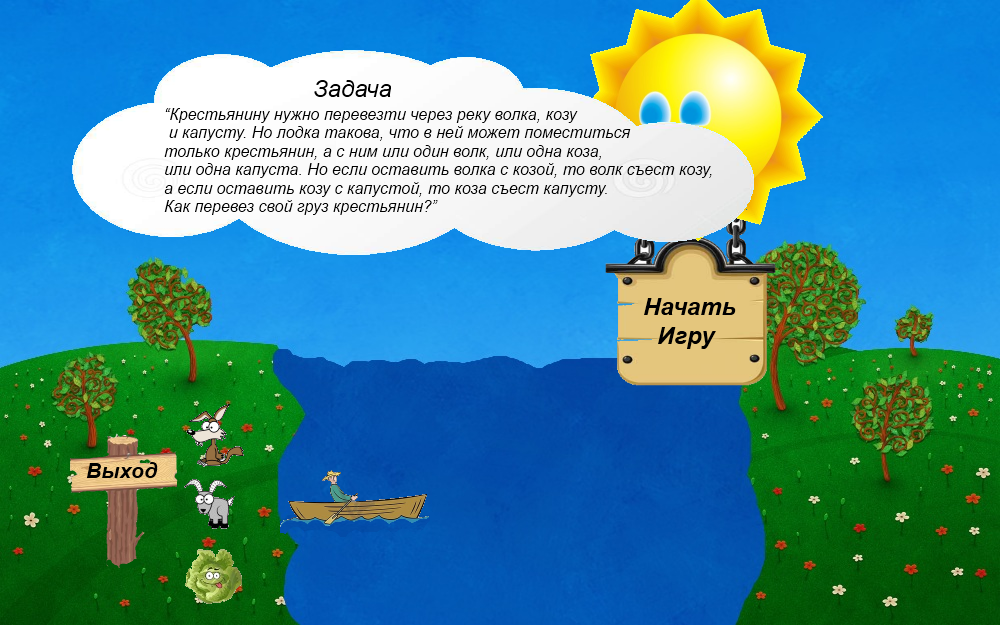 Задача
“Крестьянину нужно перевезти через реку волка, козу
и капусту. Но лодка такова, что в ней может поместиться
только крестьянин, а с ним или один волк, или одна коза,
или одна капуста. Но если оставить волка с козой, то волк съест козу,
а если оставить козу с капустой, то коза съест капусту.
Как перевез свой груз крестьянин?”
Начать
Игру
Выход